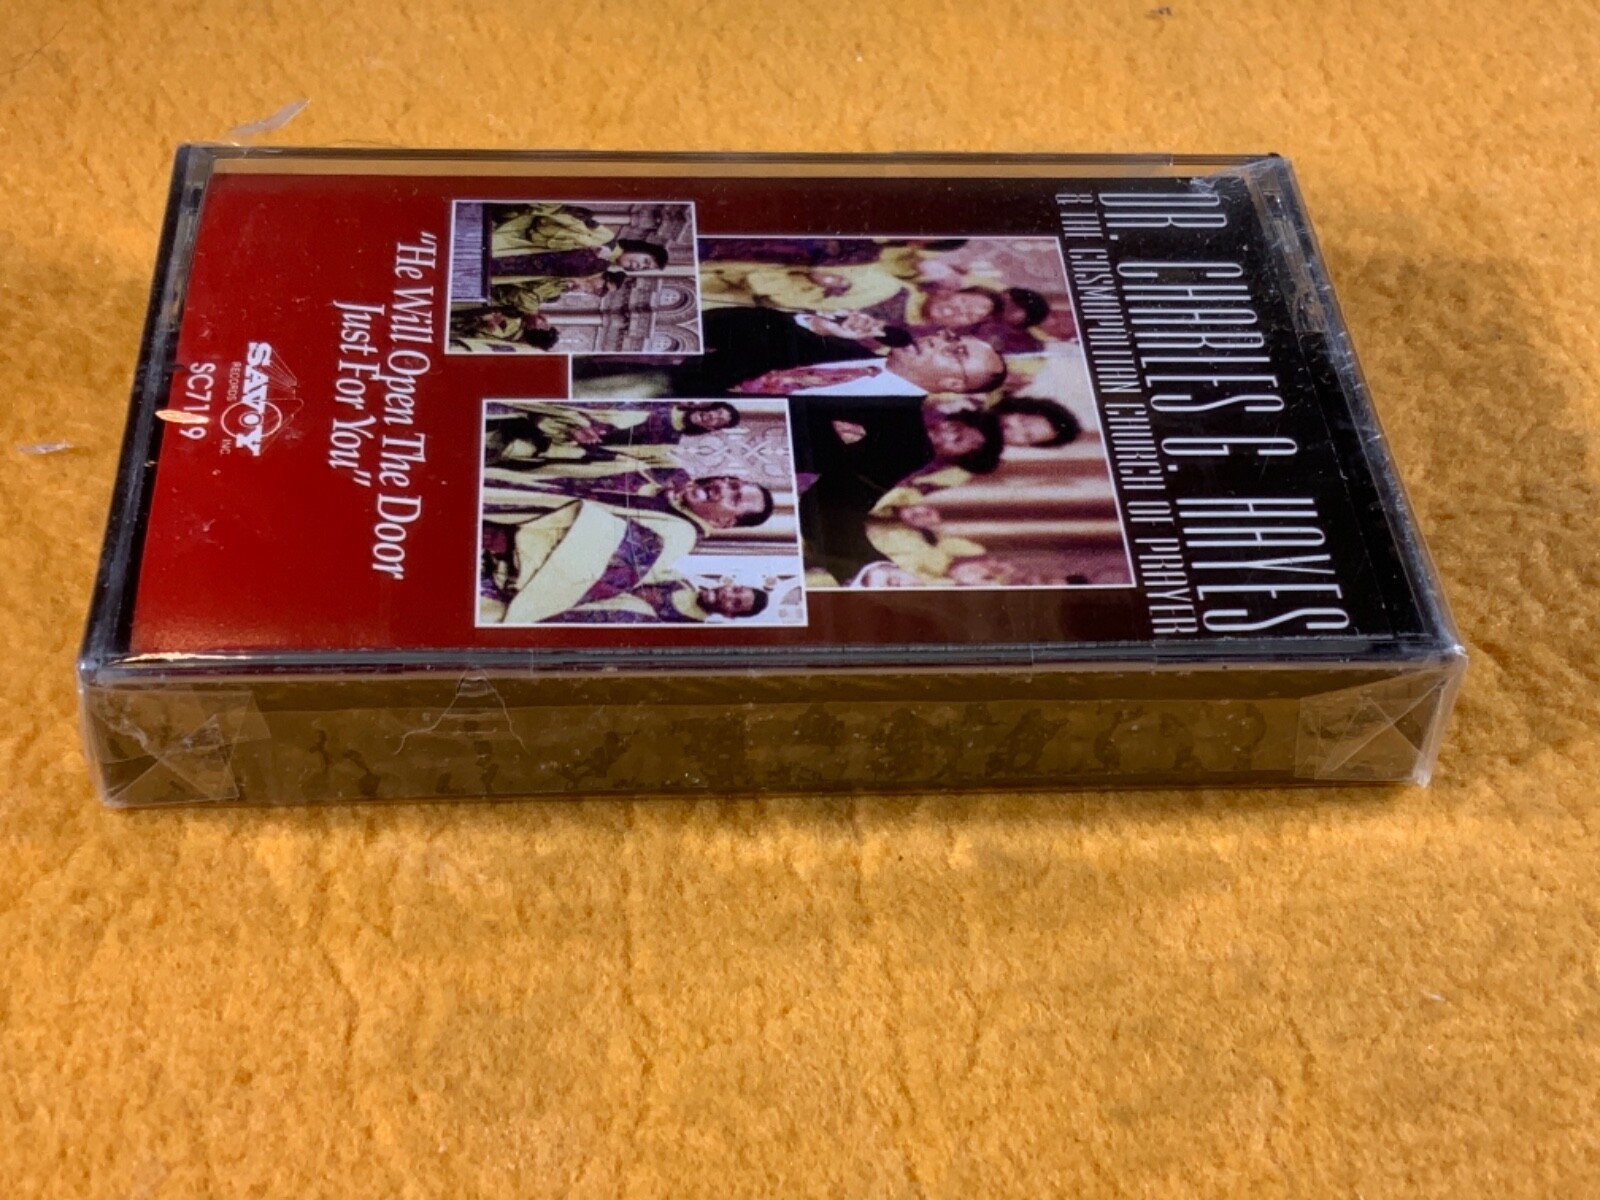 DR. CHARLES G. HAYES
& THE COSMOPOLITAN CHURCH OF PRAYER
"He Will Open The Door
Just For You"
SAVOY
RECORDS INC